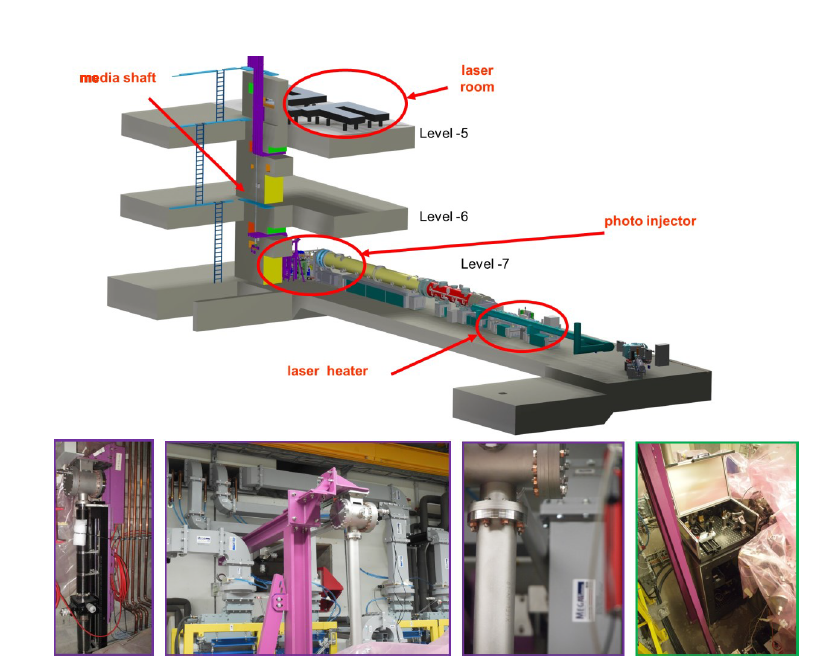 media shaft
laser
room
Level -5
Level -6
photo injector
Level -7
laser heater